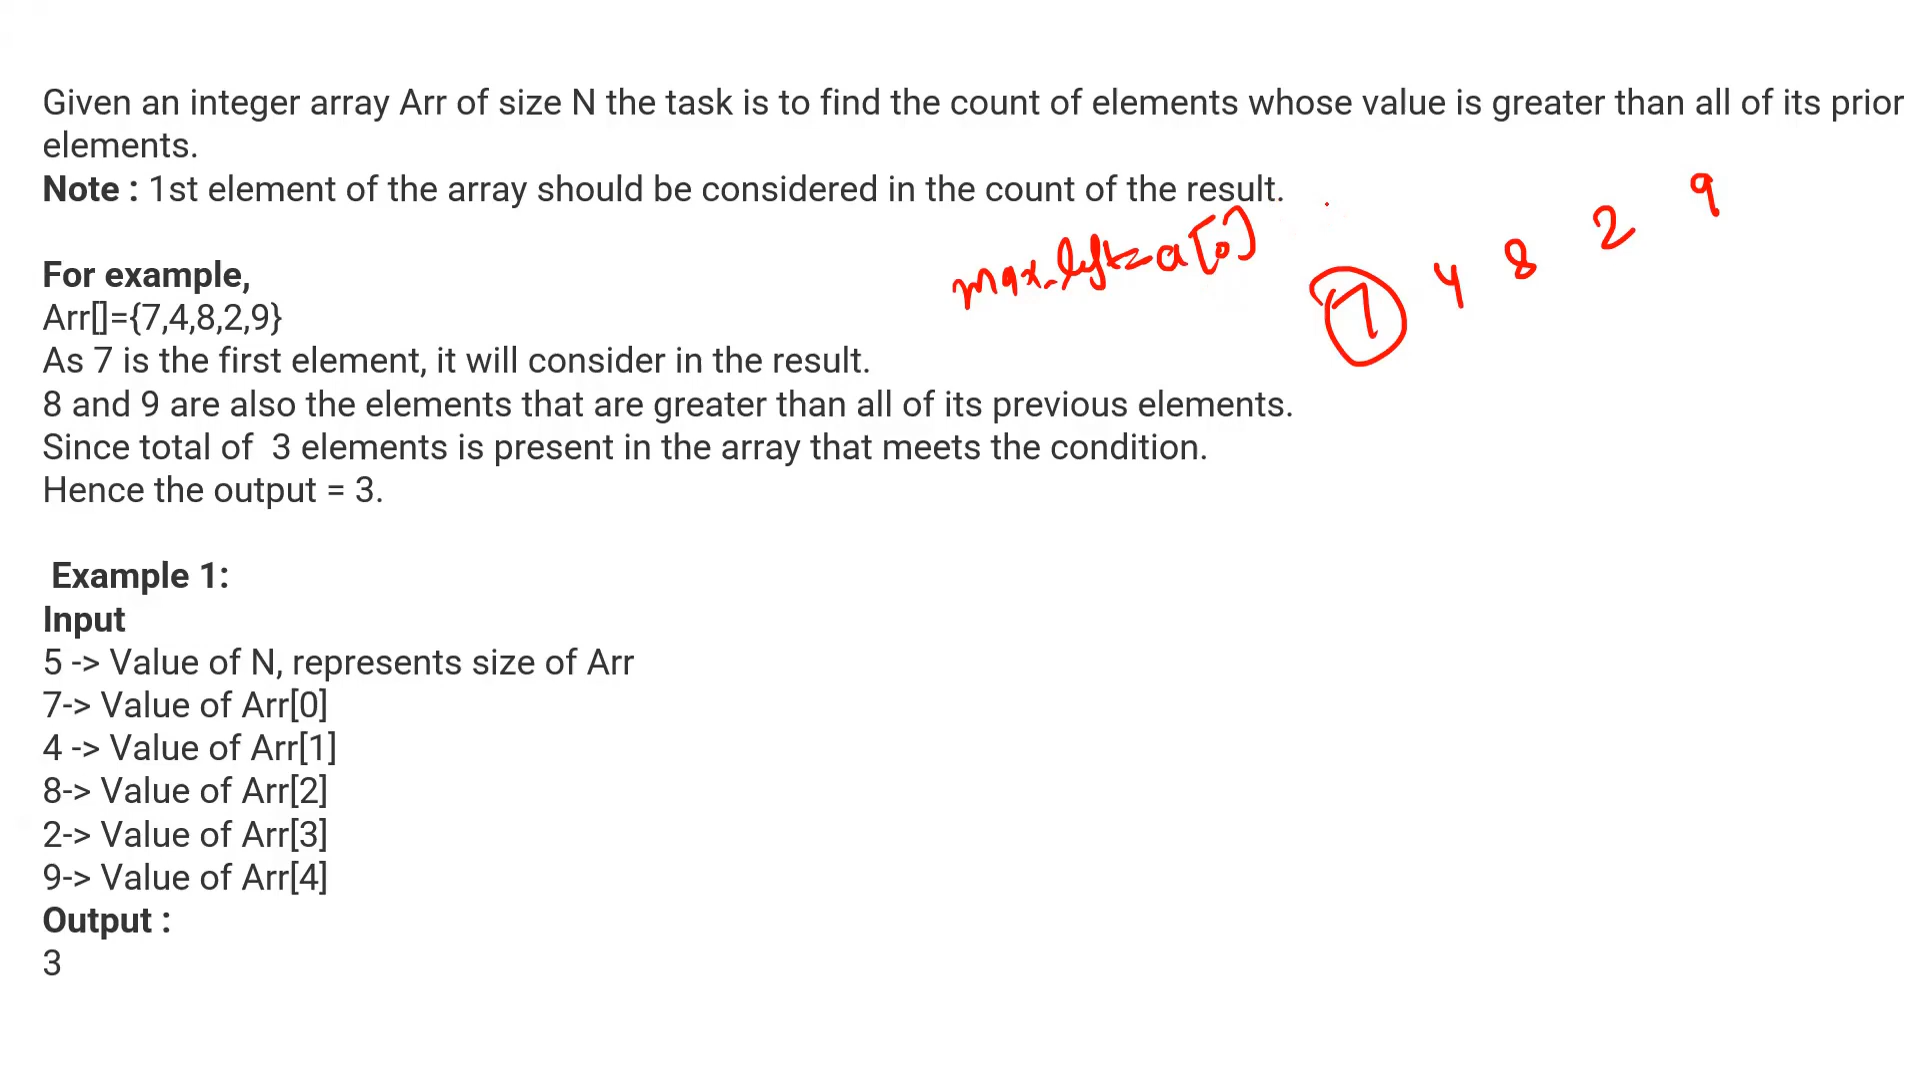 Given an integer array Arr of size N the task is to find the count of elements whose value is greater than all of its prior
elements.
Note : 1st element of the array should be considered in the count of the result.
max_left=a[0]
7 4 8 2 9
For example,
Arr[]={7,4,8,2,9}
As 7 is the first element, it will consider in the result.
8 and 9 are also the elements that are greater than all of its previous elements.
Since total of  3 elements is present in the array that meets the condition.
Hence the output = 3.
Example 1:
Input
5 -> Value of N, represents size of Arr
7-> Value of Arr[0]
4 -> Value of Arr[1]
8-> Value of Arr[2]
2-> Value of Arr[3]
9-> Value of Arr[4]
Output :
3